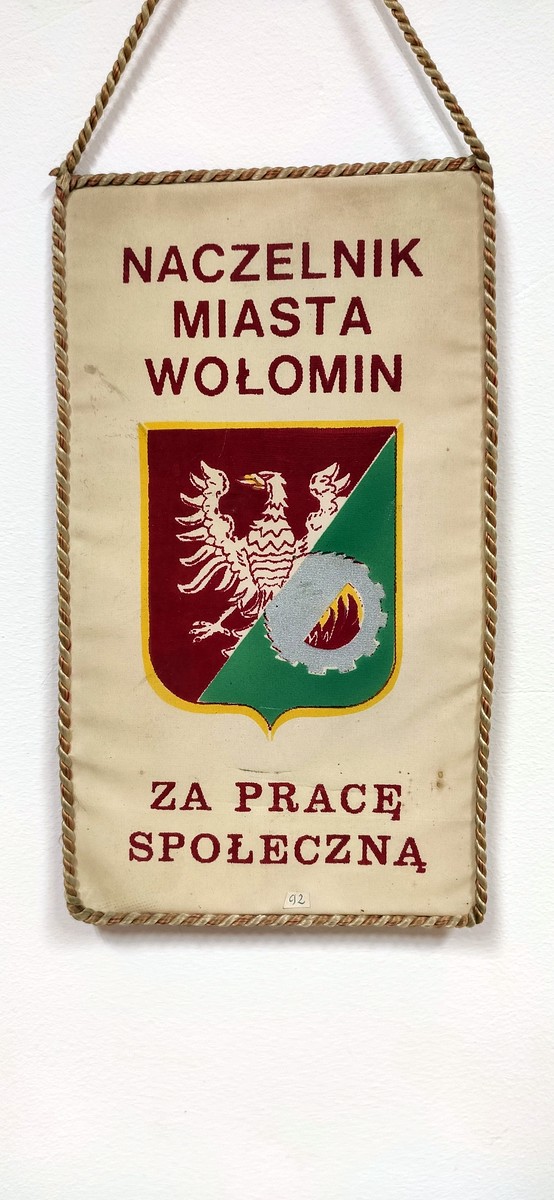 NACZELNIK
MIASTA
WOŁOMIN
ZA PRACĘ
SPOŁECZNĄ
92